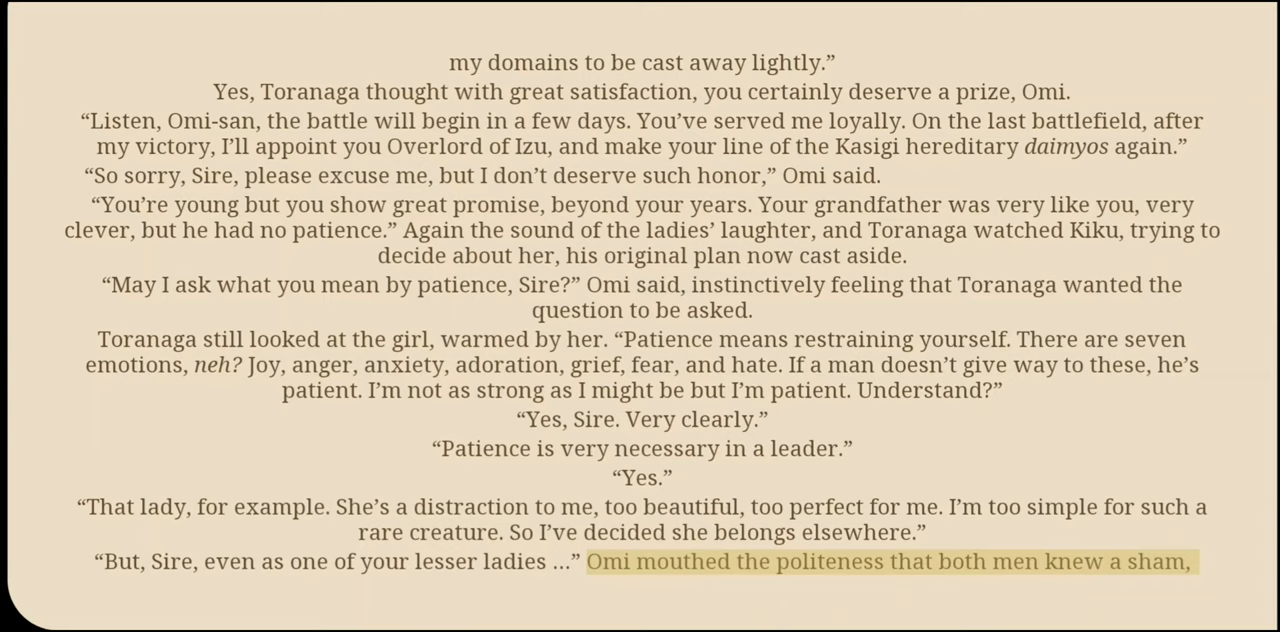 my domains to be cast away lightly.”
Yes, Toranaga thought with great satisfaction, you certainly deserve a prize, Omi.
“Listen, Omi-san, the battle will begin in a few days. You’ve served me loyally. On the last battlefield, after
my victory, I’ll appoint you Overlord of Izu, and make your line of the Kasigi hereditary daimyos again.”
“So sorry, Sire, please excuse me, but I don’t deserve such honor,” Omi said.
“You’re young but you show great promise, beyond your years. Your grandfather was very like you, very
clever, but he had no patience.” Again the sound of the ladies’ laughter, and Toranaga watched Kiku, trying to
decide about her, his original plan now cast aside.
“May I ask what you mean by patience, Sire?” Omi said, instinctively feeling that Toranaga wanted the
question to be asked.
Toranaga still looked at the girl, warmed by her. “Patience means restraining yourself. There are seven
emotions, neh? Joy, anger, anxiety, adoration, grief, fear, and hate. If a man doesn’t give way to these, he’s
patient. I’m not as strong as I might be but I’m patient. Understand?”
“Yes, Sire. Very clearly.”
“Patience is very necessary in a leader.”
“Yes.”
“That lady, for example. She’s a distraction to me, too beautiful, too perfect for me. I’m too simple for such a
rare creature. So I’ve decided she belongs elsewhere.”
“But, Sire, even as one of your lesser ladies …” Omi mouthed the politeness that both men knew a sham,